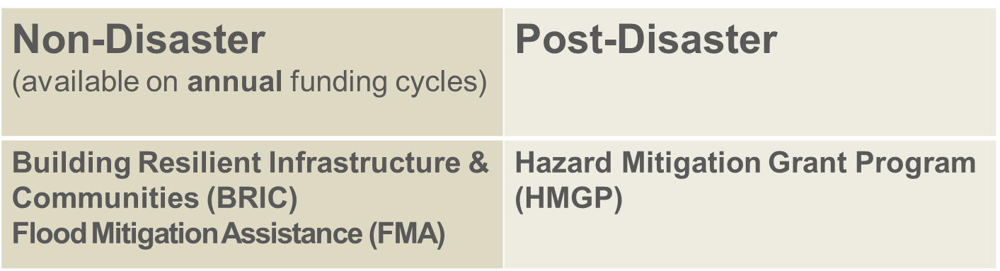 Non-Disaster
(available on annual funding cycles)
Post-Disaster
Building Resilient Infrastructure &
Communities (BRIC)
Flood Mitigation Assistance (FMA)
Hazard Mitigation Grant Program
(HMGP)